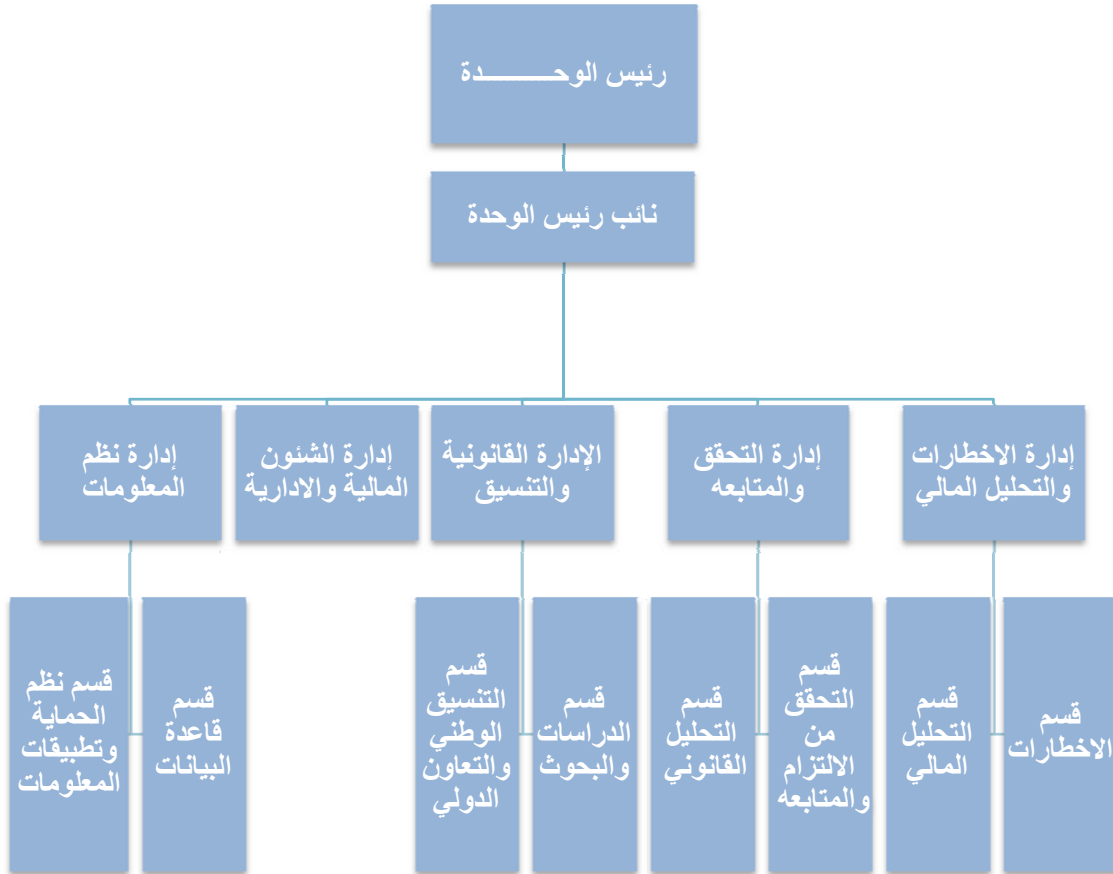 رئيس الوحـــــــــدة
نائب رئيس الوحدة
إدارة الاخطارات
والتحليل المالي
إدارة التحقق
والمتابعه
الإدارة القانونية
والتنسيق
إدارة الشئون
المالية والادارية
إدارة نظم
المعلومات
قسم
الاخطارات
قسم
التحليل
المالي
قسم
التحقق
من
الالتزام
والمتابعه
قسم
التحليل
القانوني
قسم
الدراسات
والبحوث
قسم
التنسيق
الوطني
والتعاون
الدولي
قسم
قاعدة
البيانات
قسم نظم
الحماية
وتطبيقات
المعلومات